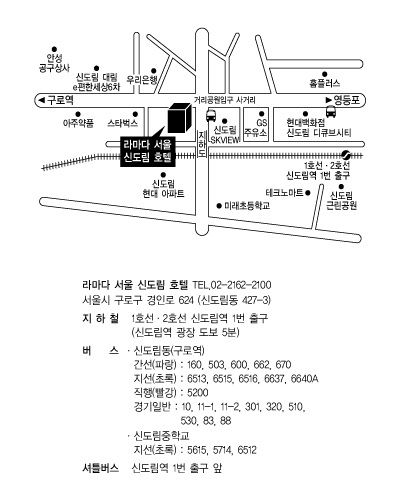 안성
공구상사
신도림 대림
e편한세상6차
우리은행
홈플러스
◀구로역
거리공원입구 사거리
▶영등포
아주약품
스타벅스
신도림
SKVIEW
GS
주유소
현대백화점
신도림 디큐브시티
라마다 서울
신도림 호텔
지하도
1호선·2호선
신도림역 1번 출구
신도림
현대 아파트
미래초등학교
테크노마트
신도림
근린공원
라마다 서울 신도림 호텔 TEL.02-2162-2100
서울시 구로구 경인로 624 (신도림동 427-3)
지 하 철 1호선·2호선 신도림역 1번 출구
(신도림역 광장 도보 5분)
버 스 ·신도림동(구로역)
간선(파랑) : 160, 503, 600, 662, 670
지선(초록) : 6513, 6515, 6516, 6637, 6640A
직행(빨강) : 5200
경기일반 : 10, 11-1, 11-2, 301, 320, 510,
530, 83, 88
·신도림중학교
지선(초록) : 5615, 5714, 6512
셔틀버스 신도림역 1번 출구 앞